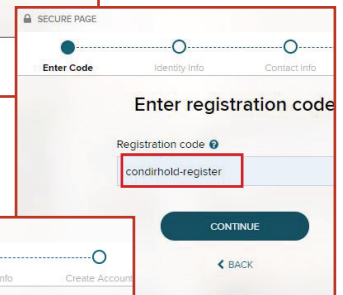 SECURE PAGE
Enter Code Identity Info Contact Info
Enter registration code
Registration code ?
condirhold-register
CONTINUE
< BACK
Info Create Account